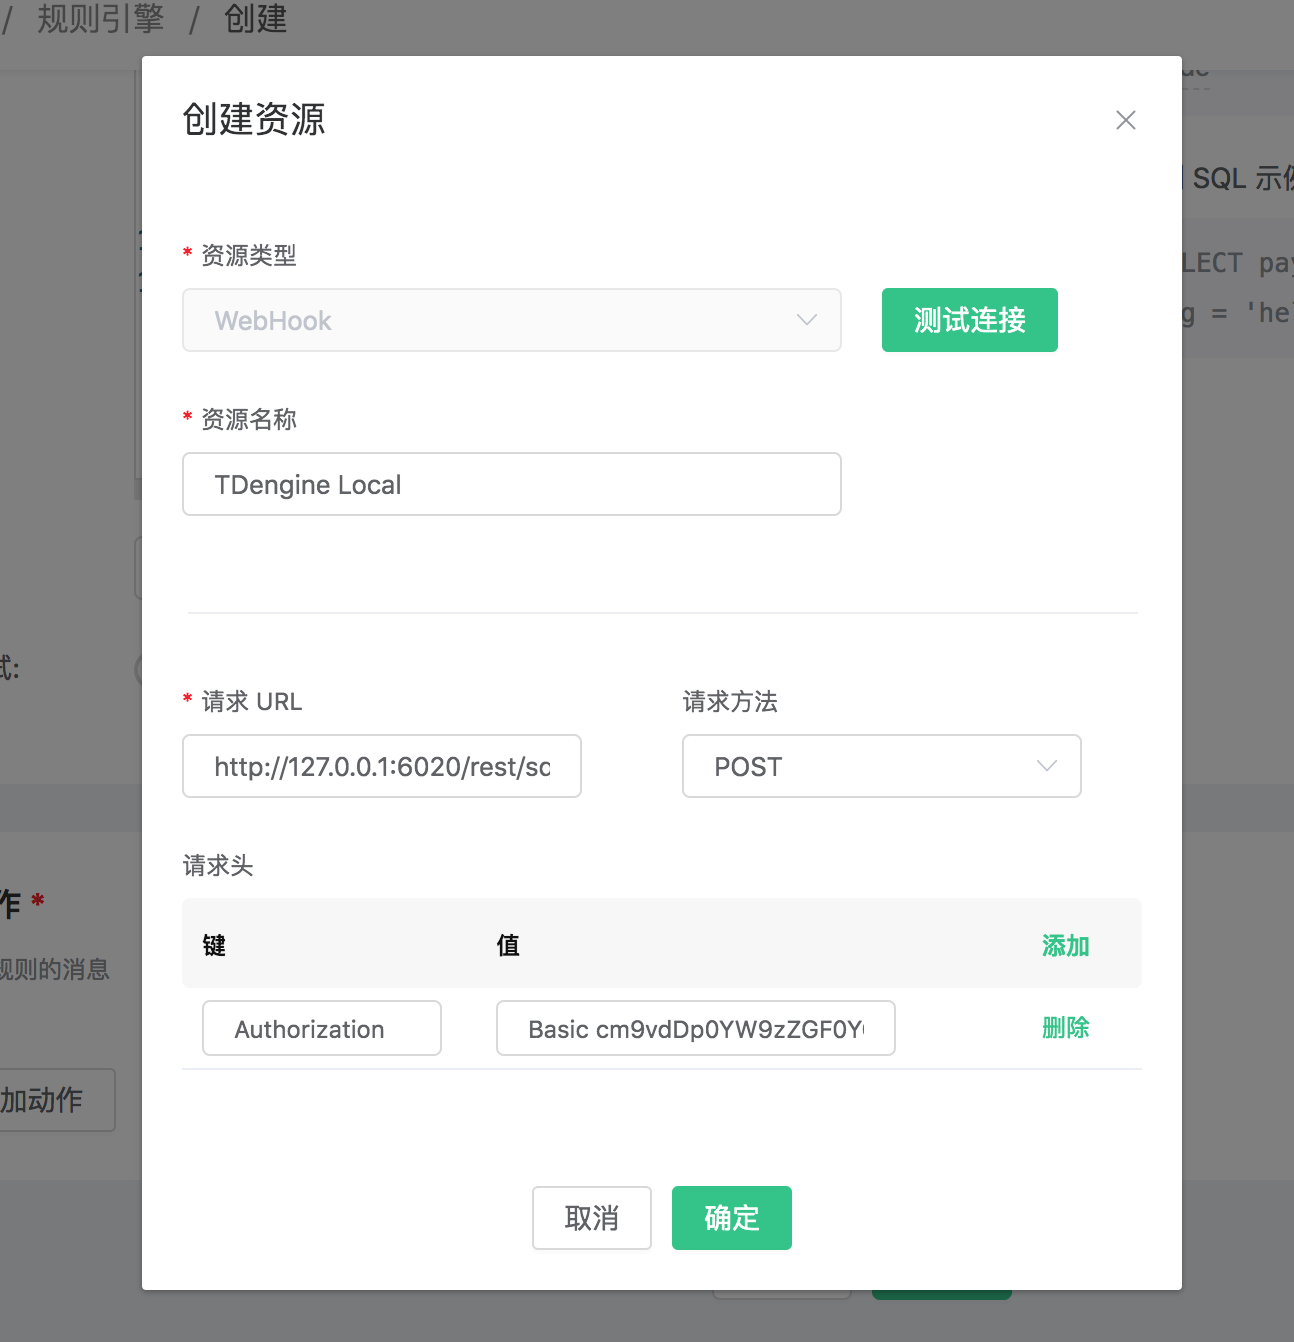 / 规则引擎 / 创建
创建资源
SQL 示
* 资源类型
LECT
WebHook
测试连接
g = 'he
* 资源名称
TDengine Local
试:
* 请求 URL
请求方法
http://127.0.0.1:6020/rest/sc
POST
请求头
作 *
键
值
添加
规则的消息
Authorization
Basic cm9vdDp0YW9zZGF0Y
删除
加动作
取消
确定